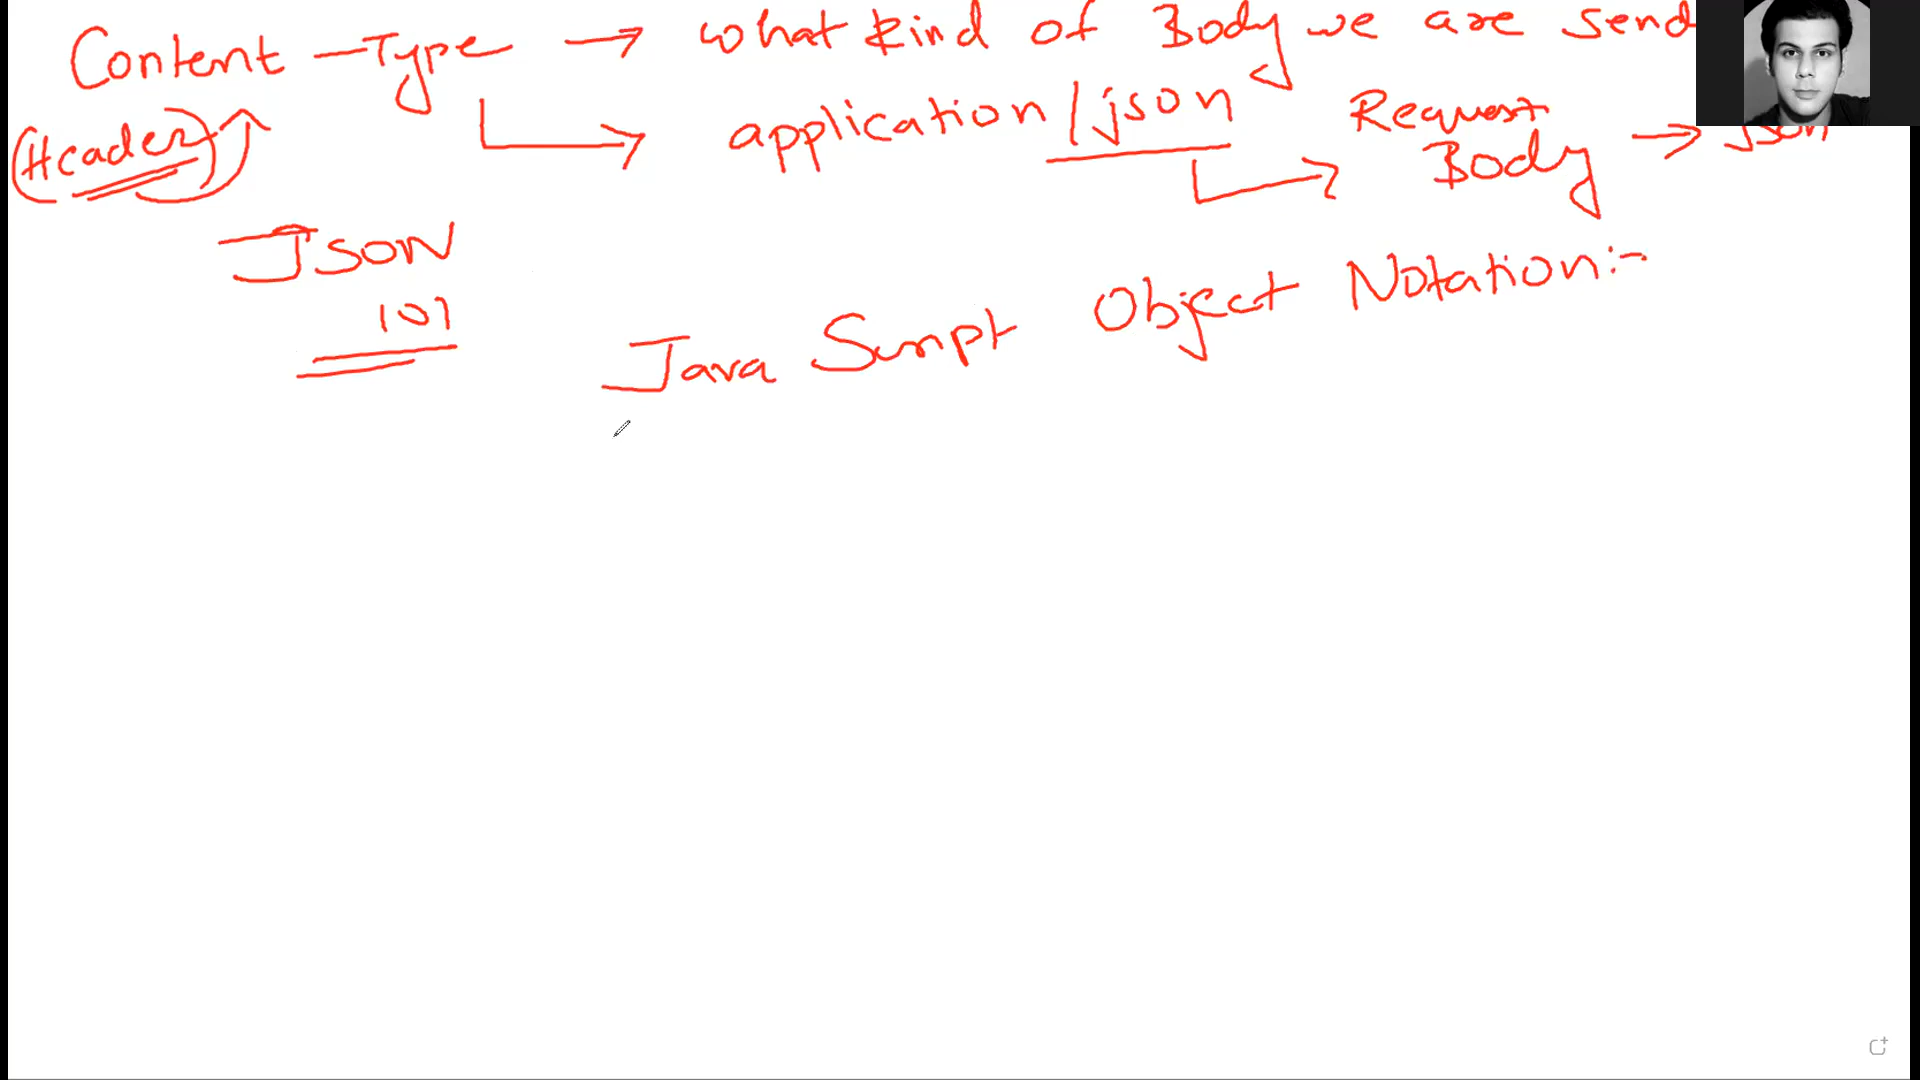 Content - Type → what kind of Body we are send
(Header)
application/json
Request
Body → Json
JSON
101
Java Script Object Notation:-